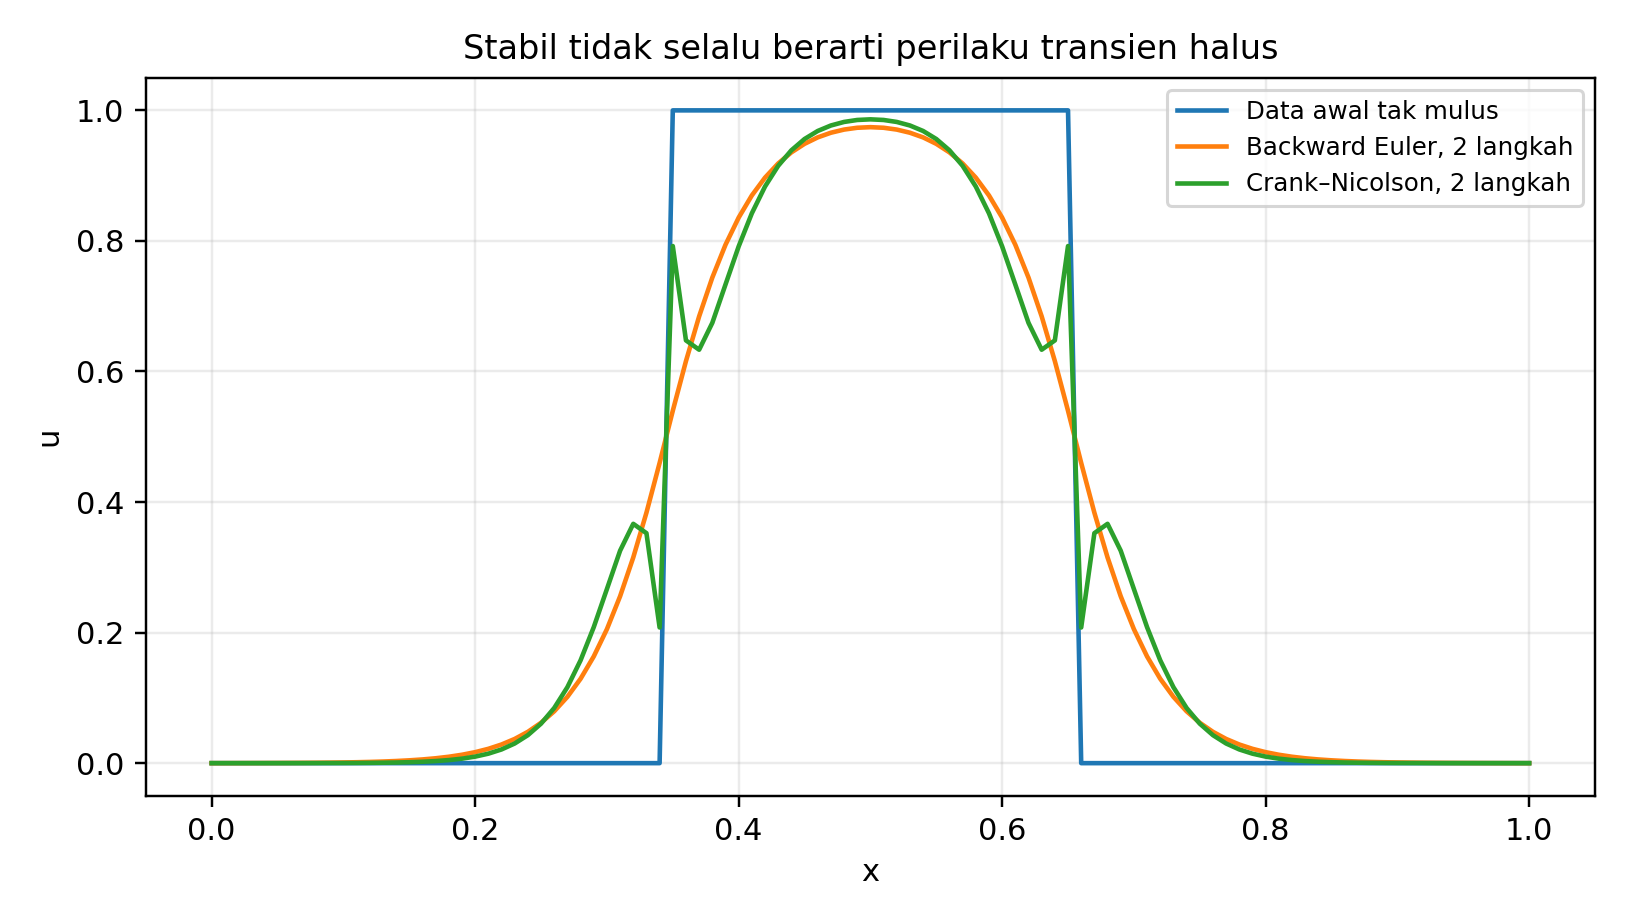 Stabil tidak selalu berarti perilaku transien halus
Data awal tak mulus
Backward Euler, 2 langkah
Crank–Nicolson, 2 langkah
1.0
0.8
0.6
0.4
0.2
0.0
u
0.0 0.2 0.4 0.6 0.8 1.0
x